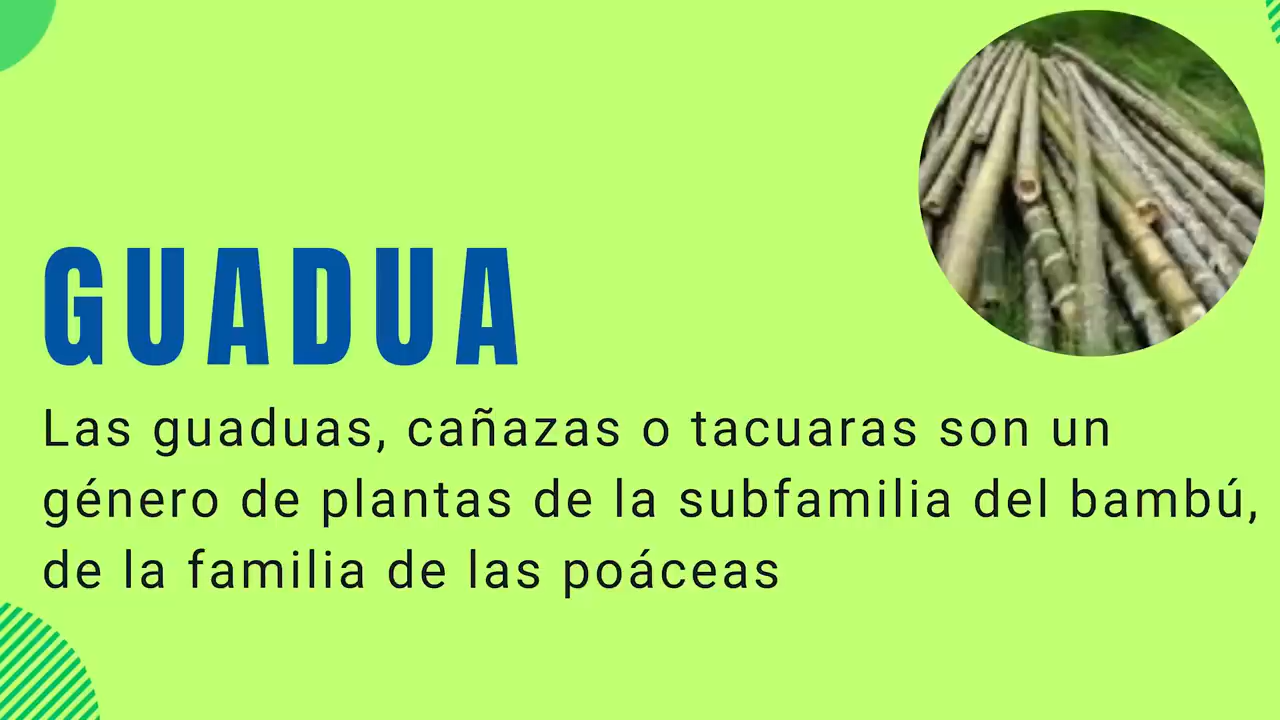 GUADUA
Las guaduas, cañazas o tacuaras son un
género de plantas de la subfamilia del bambú,
de la familia de las poáceas